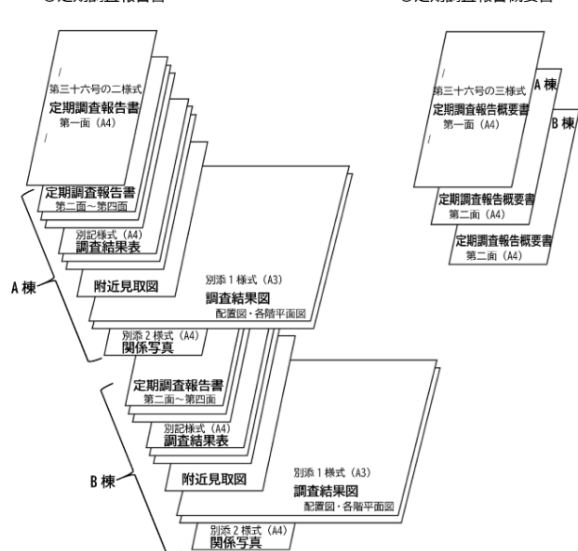 第三十六号の二様式
定期調査報告書
第一面（A4）
定期調査報告書
第二面～第四面
別記様式（A4）
調査結果表
附近見取図
別添1様式（A3）
調査結果図
配置図・各階平面図
別添2様式（A4）
関係写真
A棟
定期調査報告書
第二面～第四面
別記様式（A4）
調査結果表
附近見取図
別添1様式（A3）
調査結果図
配置図・各階平面図
別添2様式（A4）
関係写真
B棟
第三十六号の三様式
定期調査報告概要書
第一面（A4）
A棟
定期調査報告概要書
第二面（A4）
B棟
定期調査報告概要書
第二面（A4）